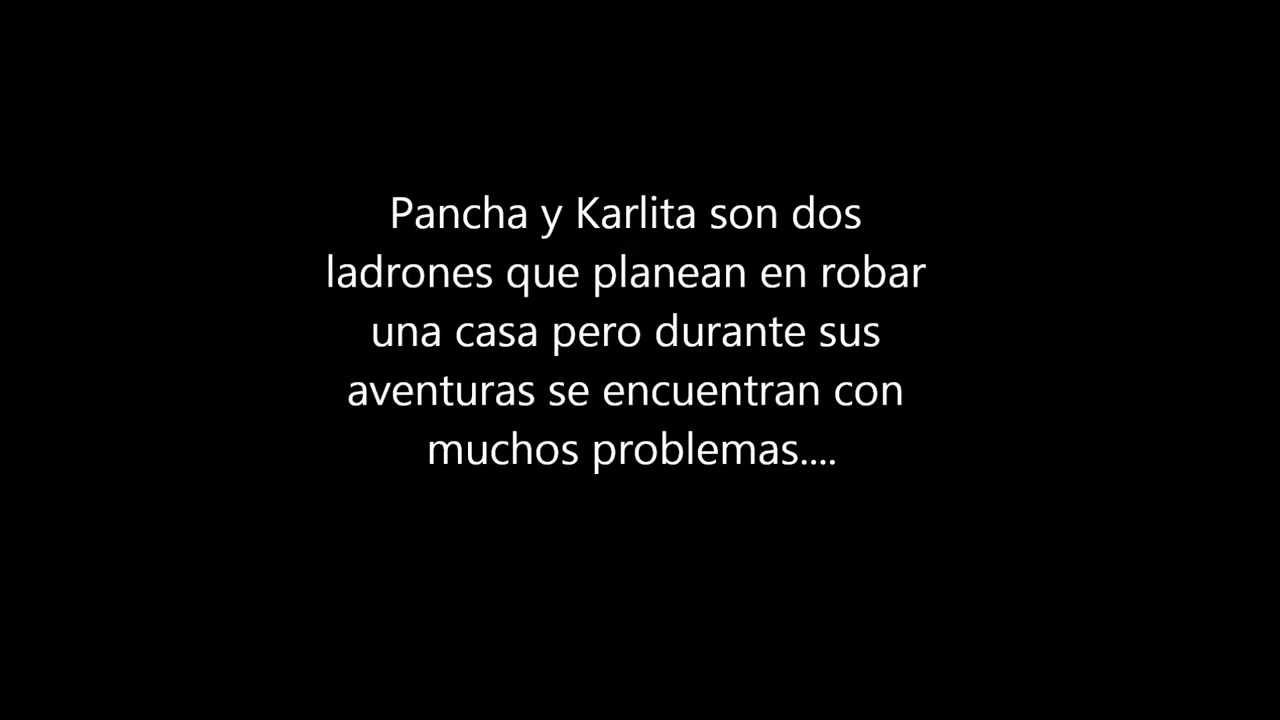 Pancha y Karlita son dos
ladrones que planean en robar
una casa pero durante sus
aventuras se encuentran con
muchos problemas....